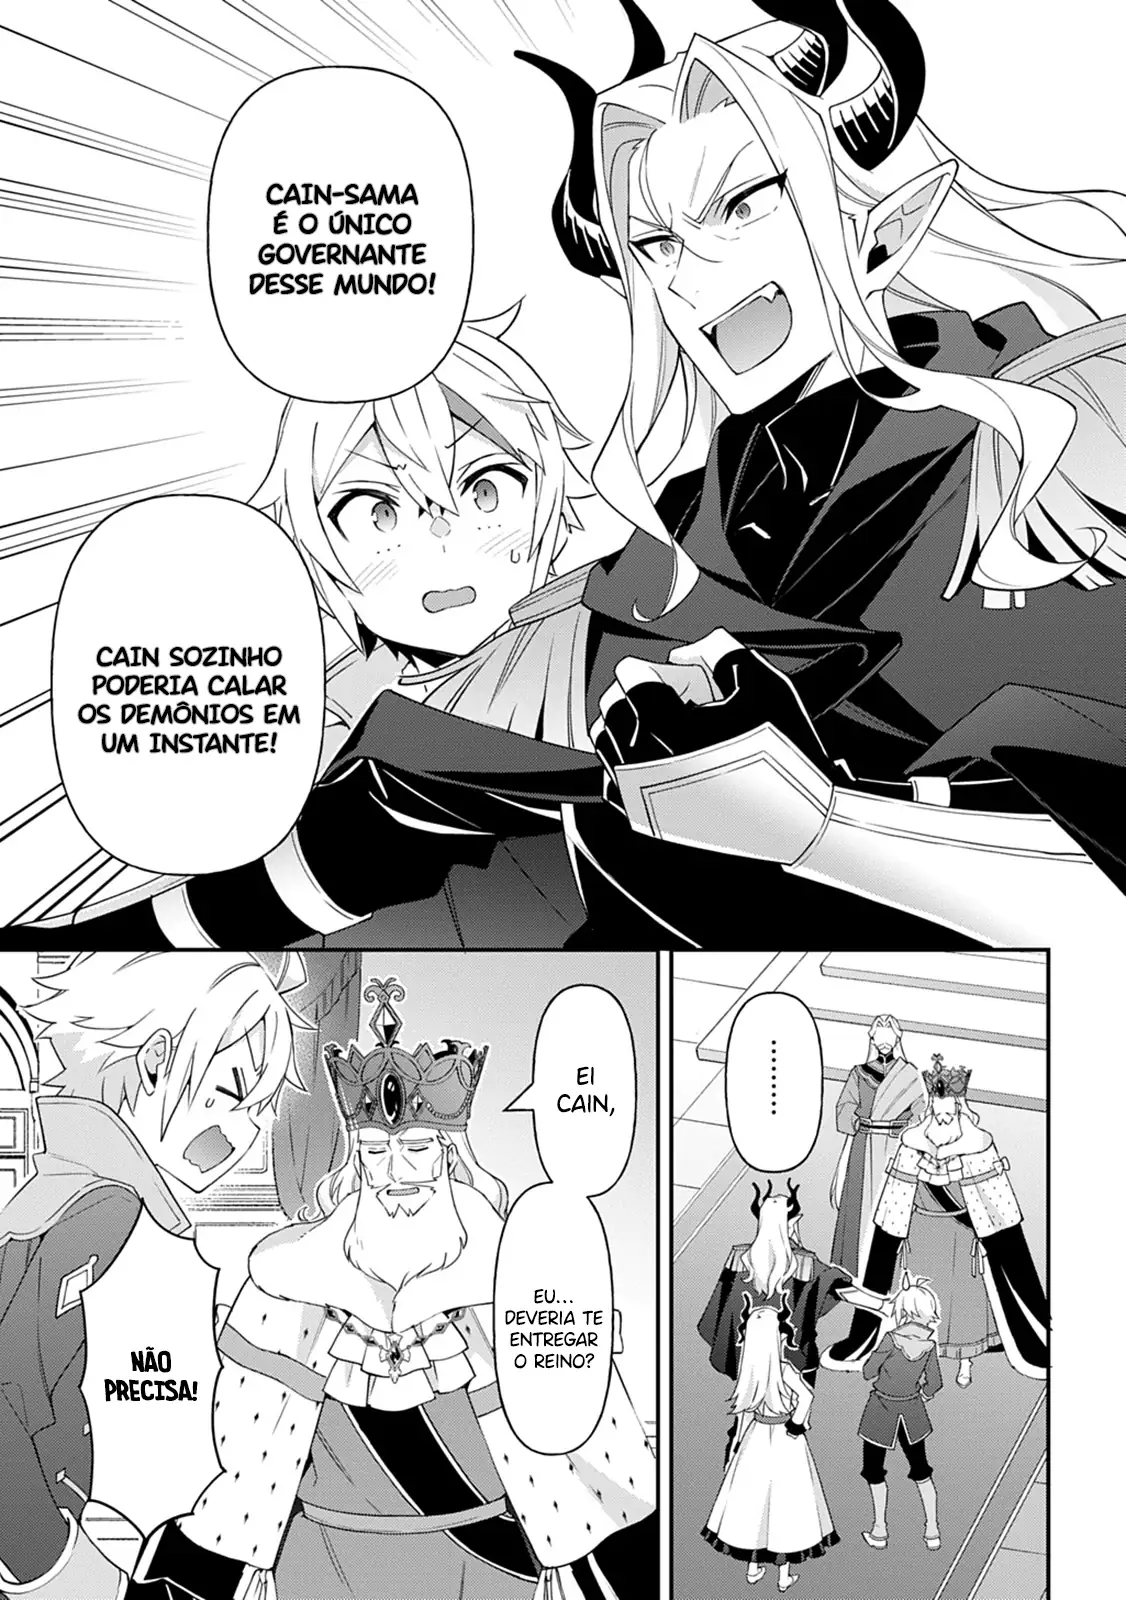 CAIN-SAMA
É O ÚNICO
GOVERNANTE
DESSE MUNDO!
CAIN SOZINHO
PODERIA CALAR
OS DEMÔNIOS EM
UM INSTANTE!
.........
EI
CAIN,
EU...
DEVERIA TE
ENTREGAR
O REINO?
NÃO
PRECISA!